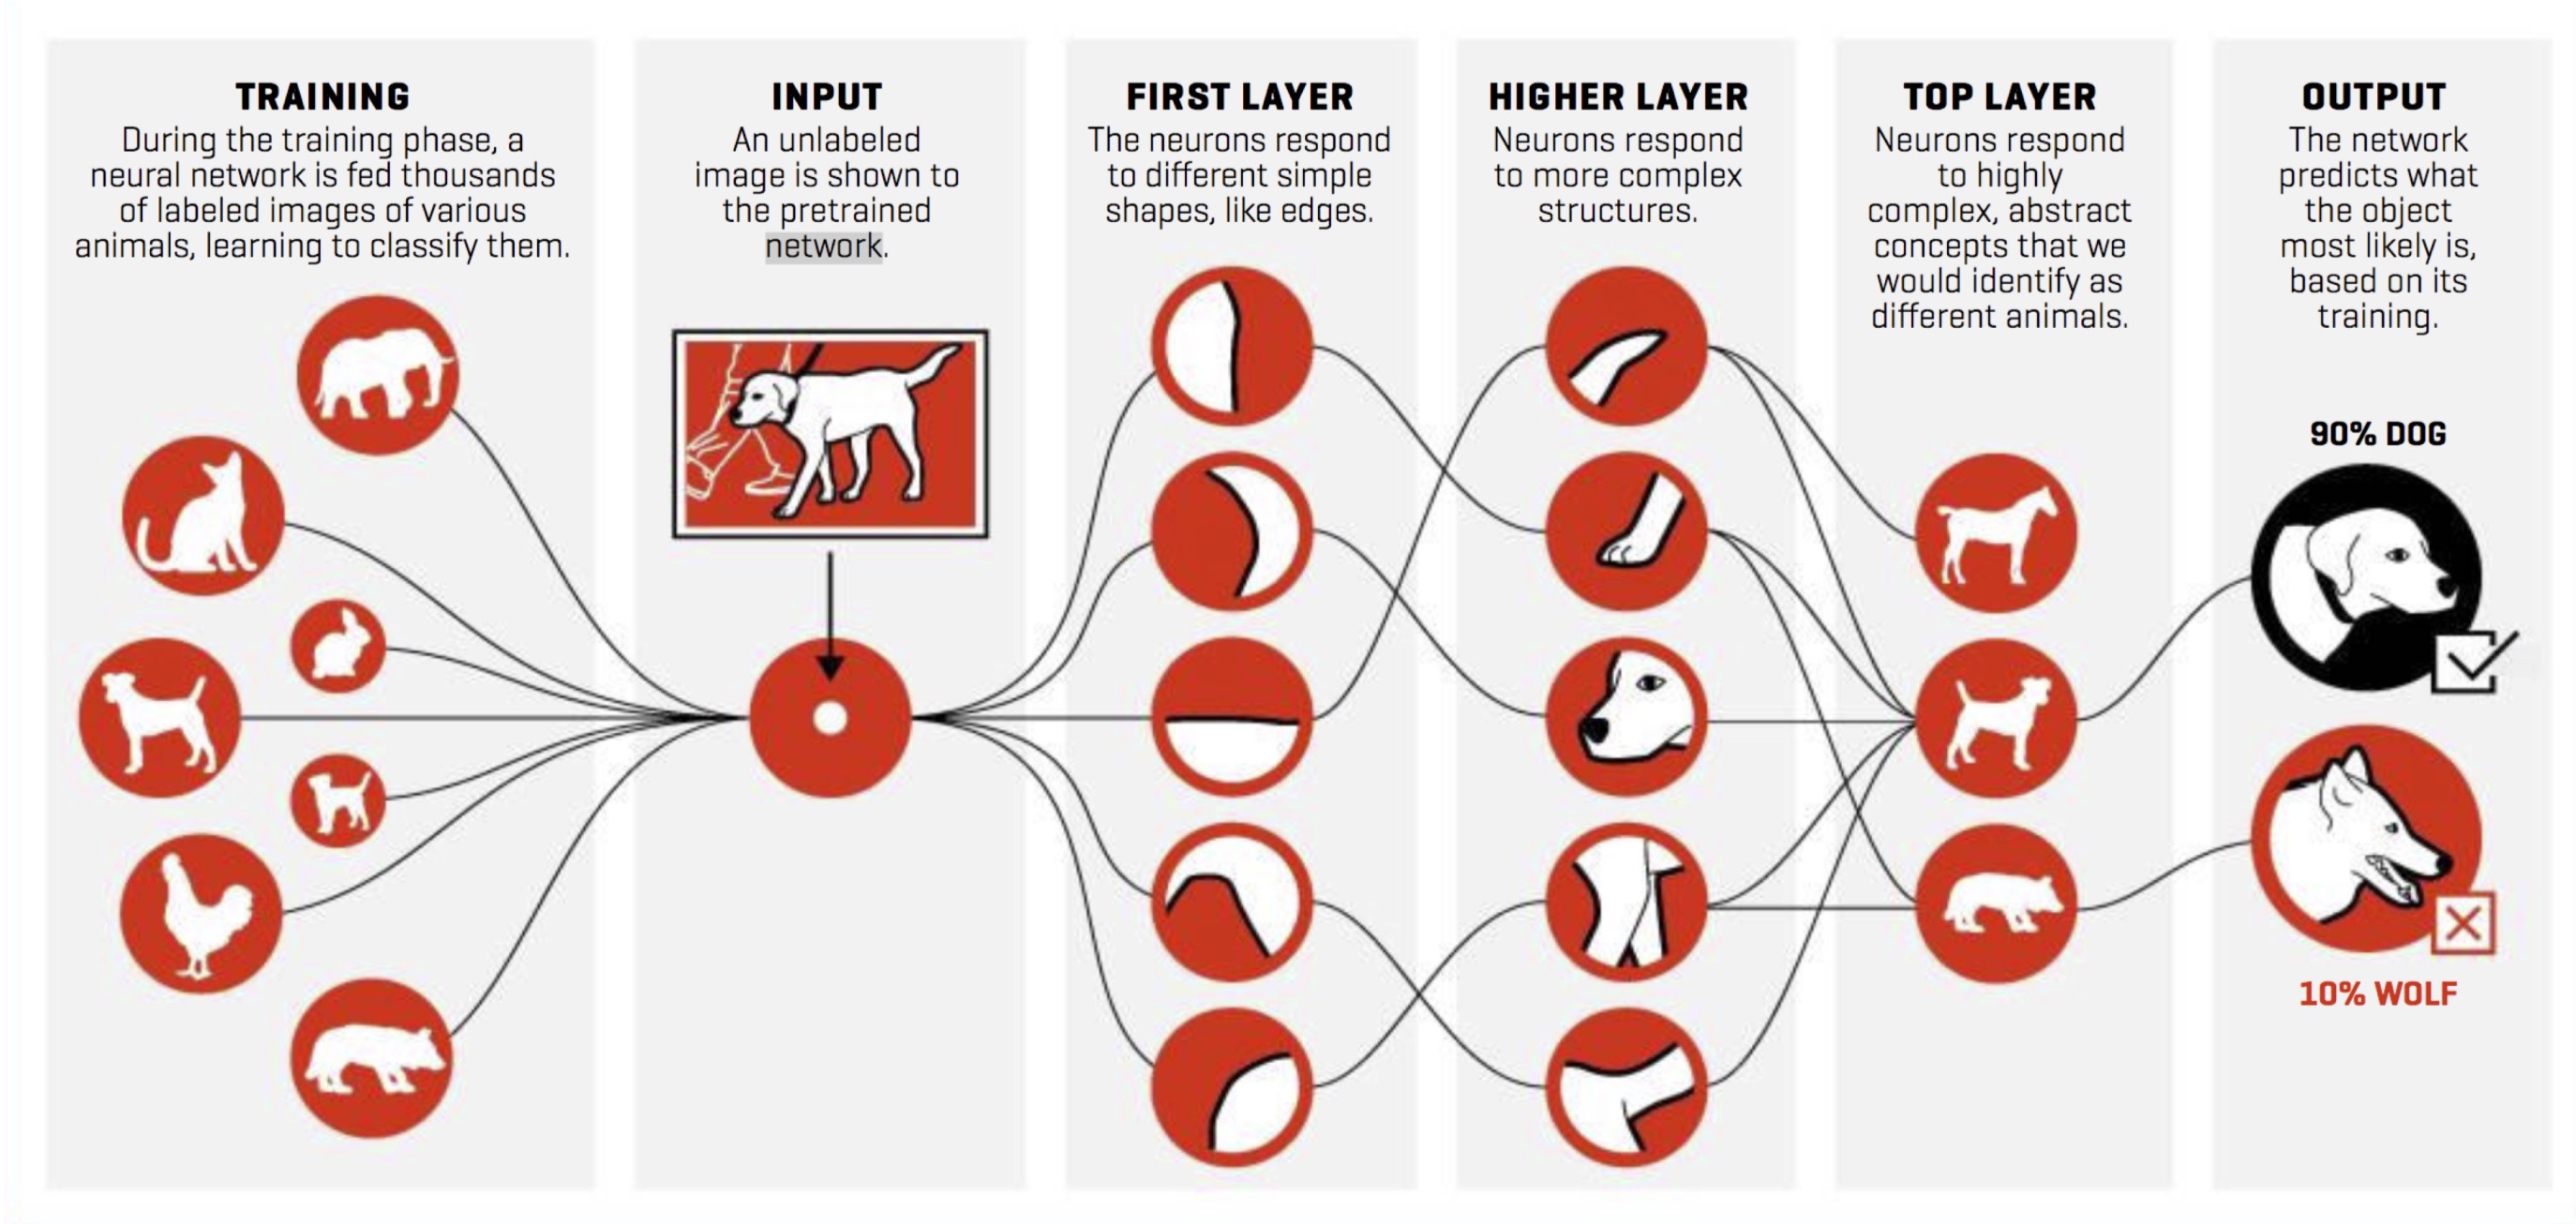 TRAINING
During the training phase, a
neural network is fed thousands
of labeled images of various
animals, learning to classify them.
INPUT
An unlabeled
image is shown to
the pretrained
network.
FIRST LAYER
The neurons respond
to different simple
shapes, like edges.
HIGHER LAYER
Neurons respond
to more complex
structures.
TOP LAYER
Neurons respond
to highly
complex, abstract
concepts that we
would identify as
different animals.
OUTPUT
The network
predicts what
the object
most likely is,
based on its
training.
90% DOG
10% WOLF